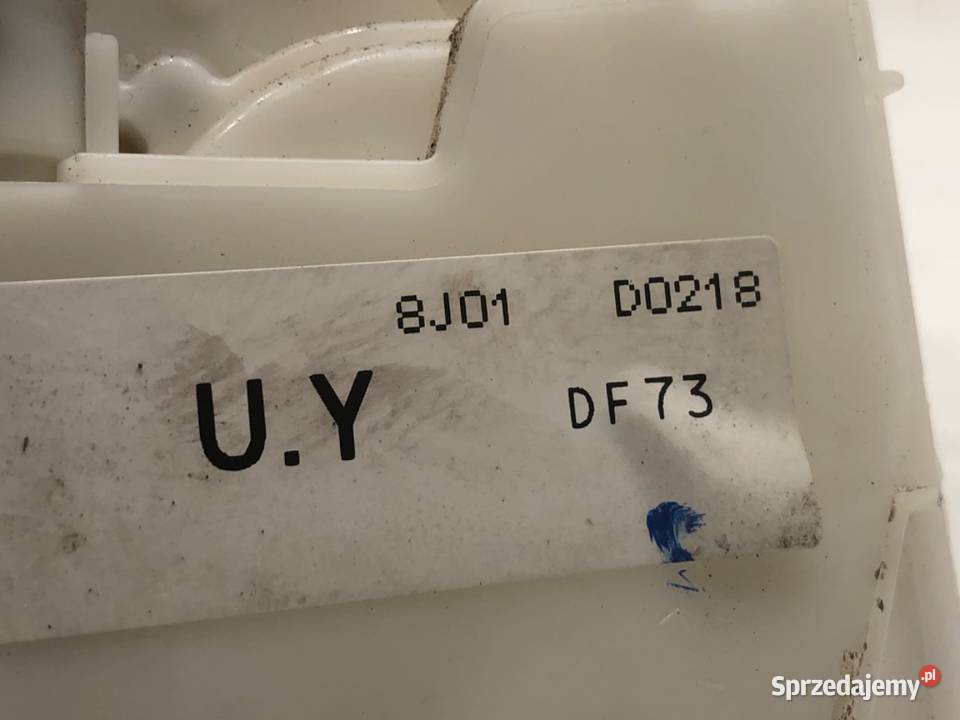 8J01 D0218
U.Y DF73
Sprzedajemy.pl